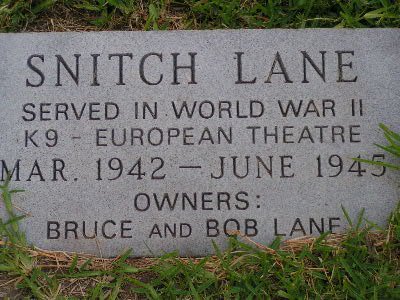 SNITCH LANE
SERVED IN WORLD WAR II
K9 - EUROPEAN THEATRE
MAR. 1942 — JUNE 1945
OWNERS:
BRUCE AND BOB LANE